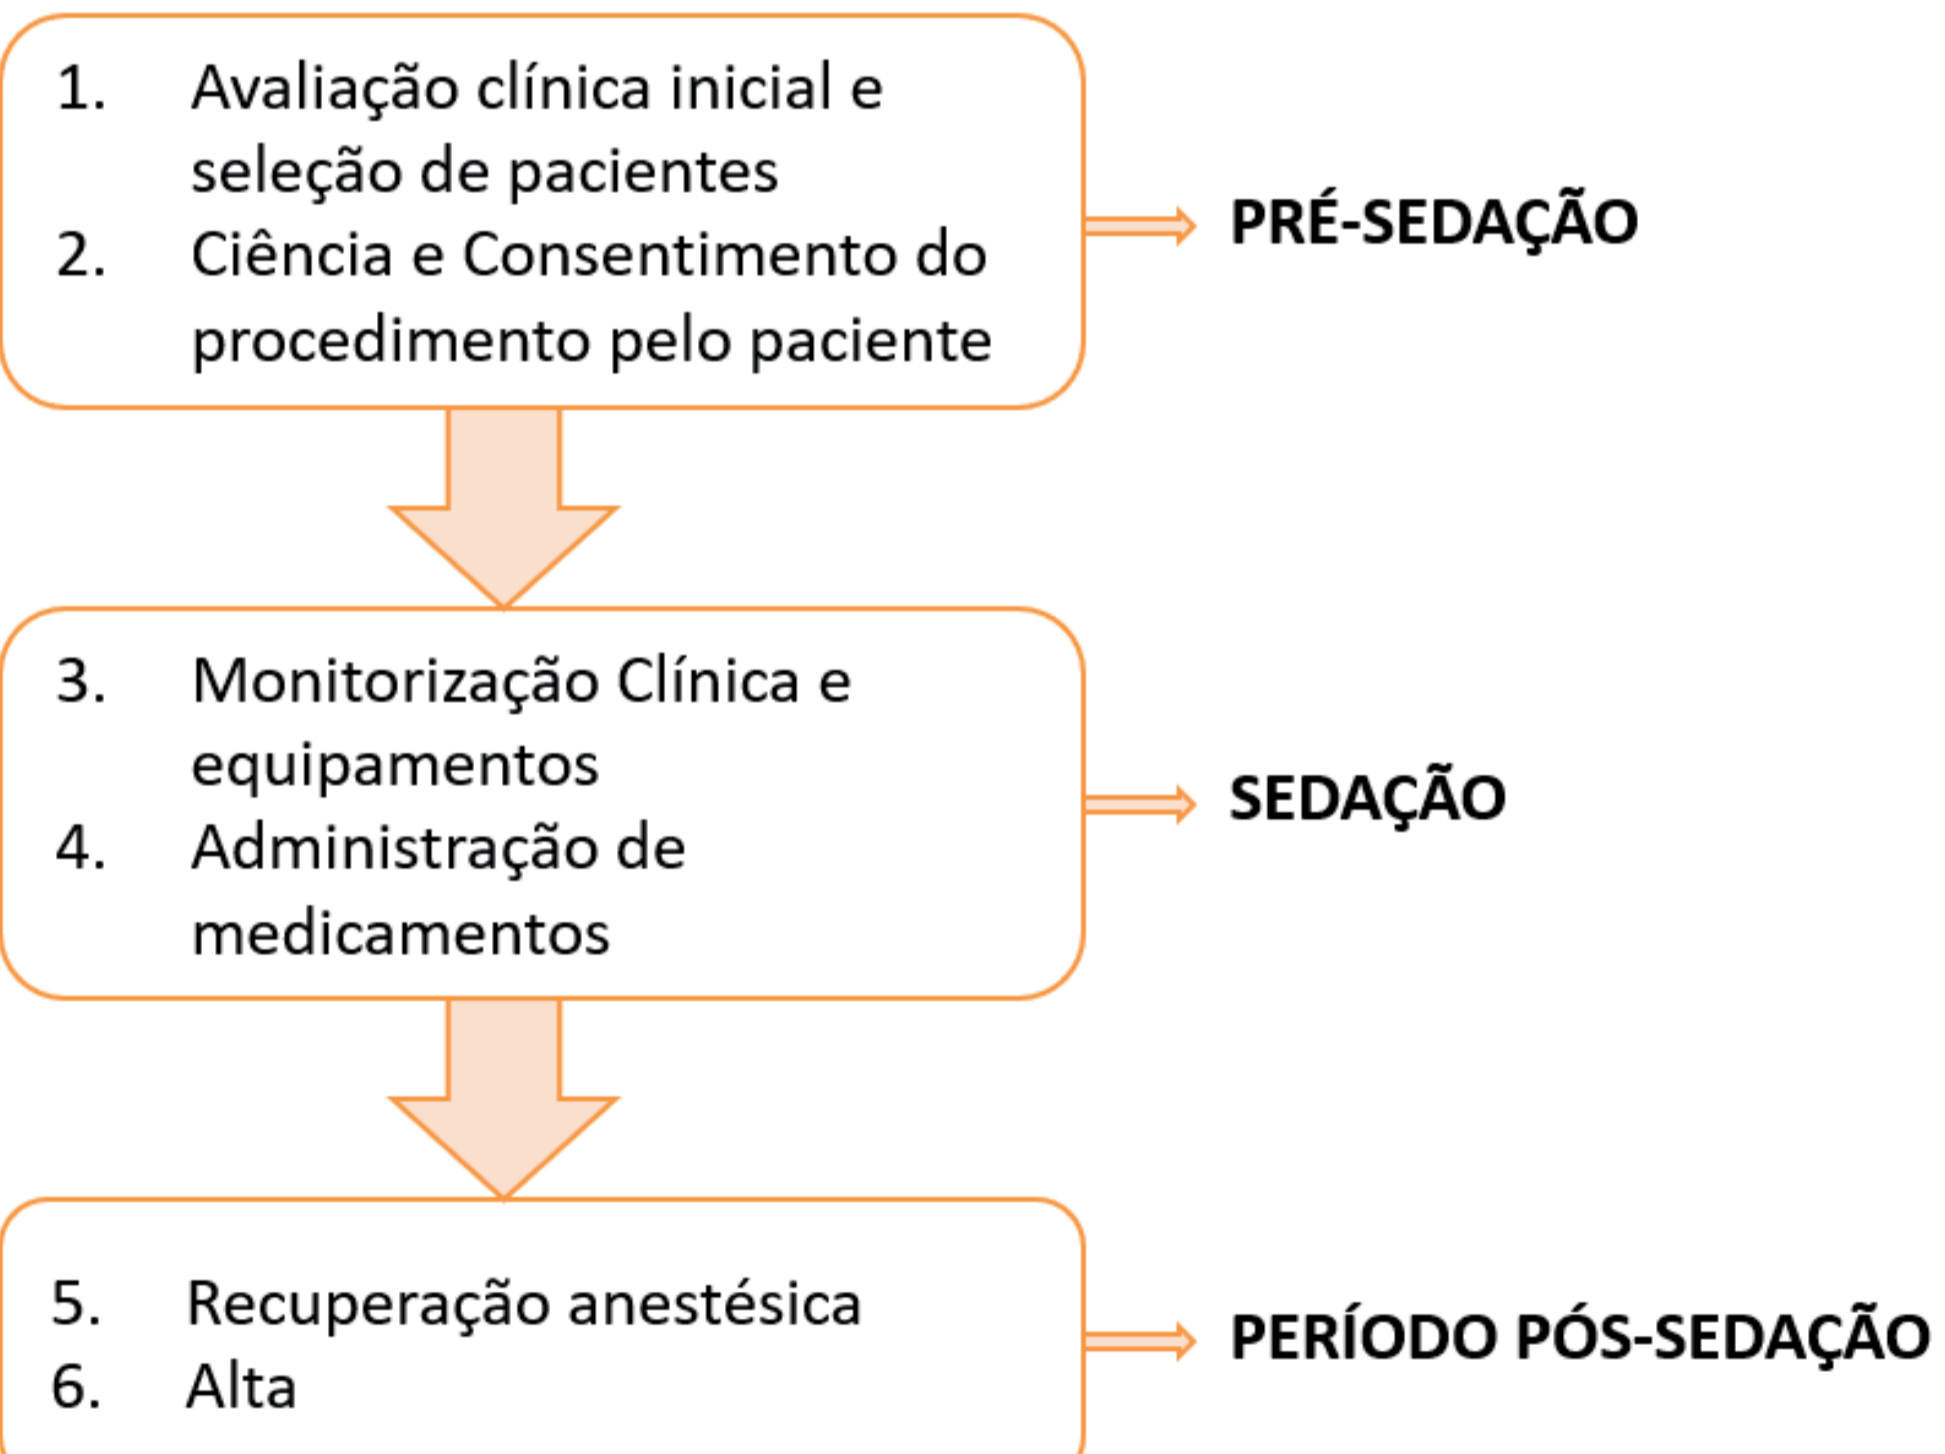 1. Avaliação clínica inicial e
seleção de pacientes
2. Ciência e Consentimento do
procedimento pelo paciente
PRÉ-SEDAÇÃO
3. Monitorização Clínica e
equipamentos
4. Administração de
medicamentos
SEDAÇÃO
5. Recuperação anestésica
6. Alta
PERÍODO PÓS-SEDAÇÃO